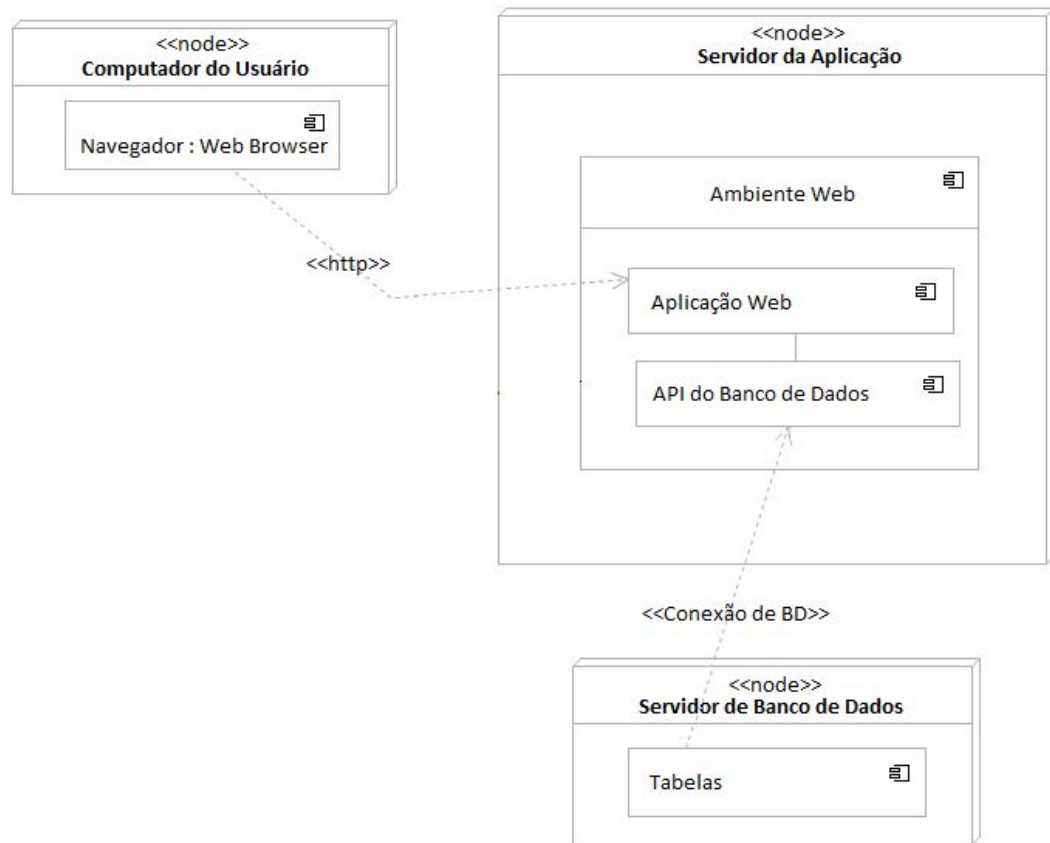 <<node>>
Computador do Usuário
Navegador : Web Browser
<<http>>
<<node>>
Servidor da Aplicação
Ambiente Web
Aplicação Web
API do Banco de Dados
<<Conexão de BD>>
<<node>>
Servidor de Banco de Dados
Tabelas